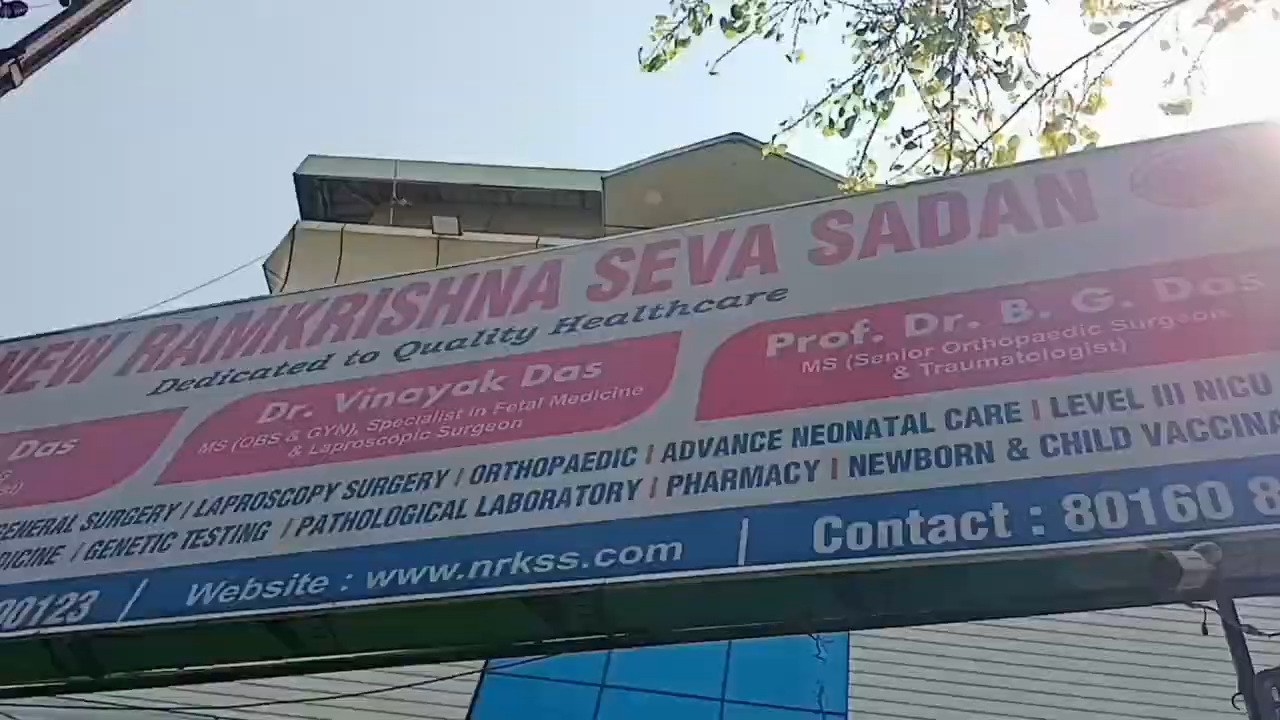 NEW RAMKRISHNA SEVA SADAN
Dedicated to Quality Healthcare
Das
Dr. Vinayak Das
MS (OBS & GYN), Specialist in Fetal Medicine
& Laproscopic Surgeon
Prof. Dr. B. G. Das
MS (Senior Orthopaedic Surgeon
& Traumatologist)
GENERAL SURGERY / LAPROSCOPY SURGERY / ORTHOPAEDIC | ADVANCE NEONATAL CARE | LEVEL III NICU
DICINE / GENETIC TESTING / PATHOLOGICAL LABORATORY | PHARMACY | NEWBORN & CHILD VACCINA
00123 / Website : www.nrkss.com | Contact : 80160 8